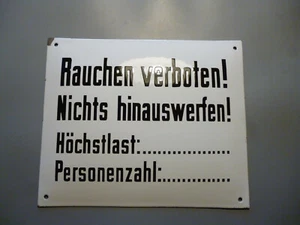 Rauchen verboten!
Nichts hinauswerfen!
Höchstlast:..................
Personenzahl:..............